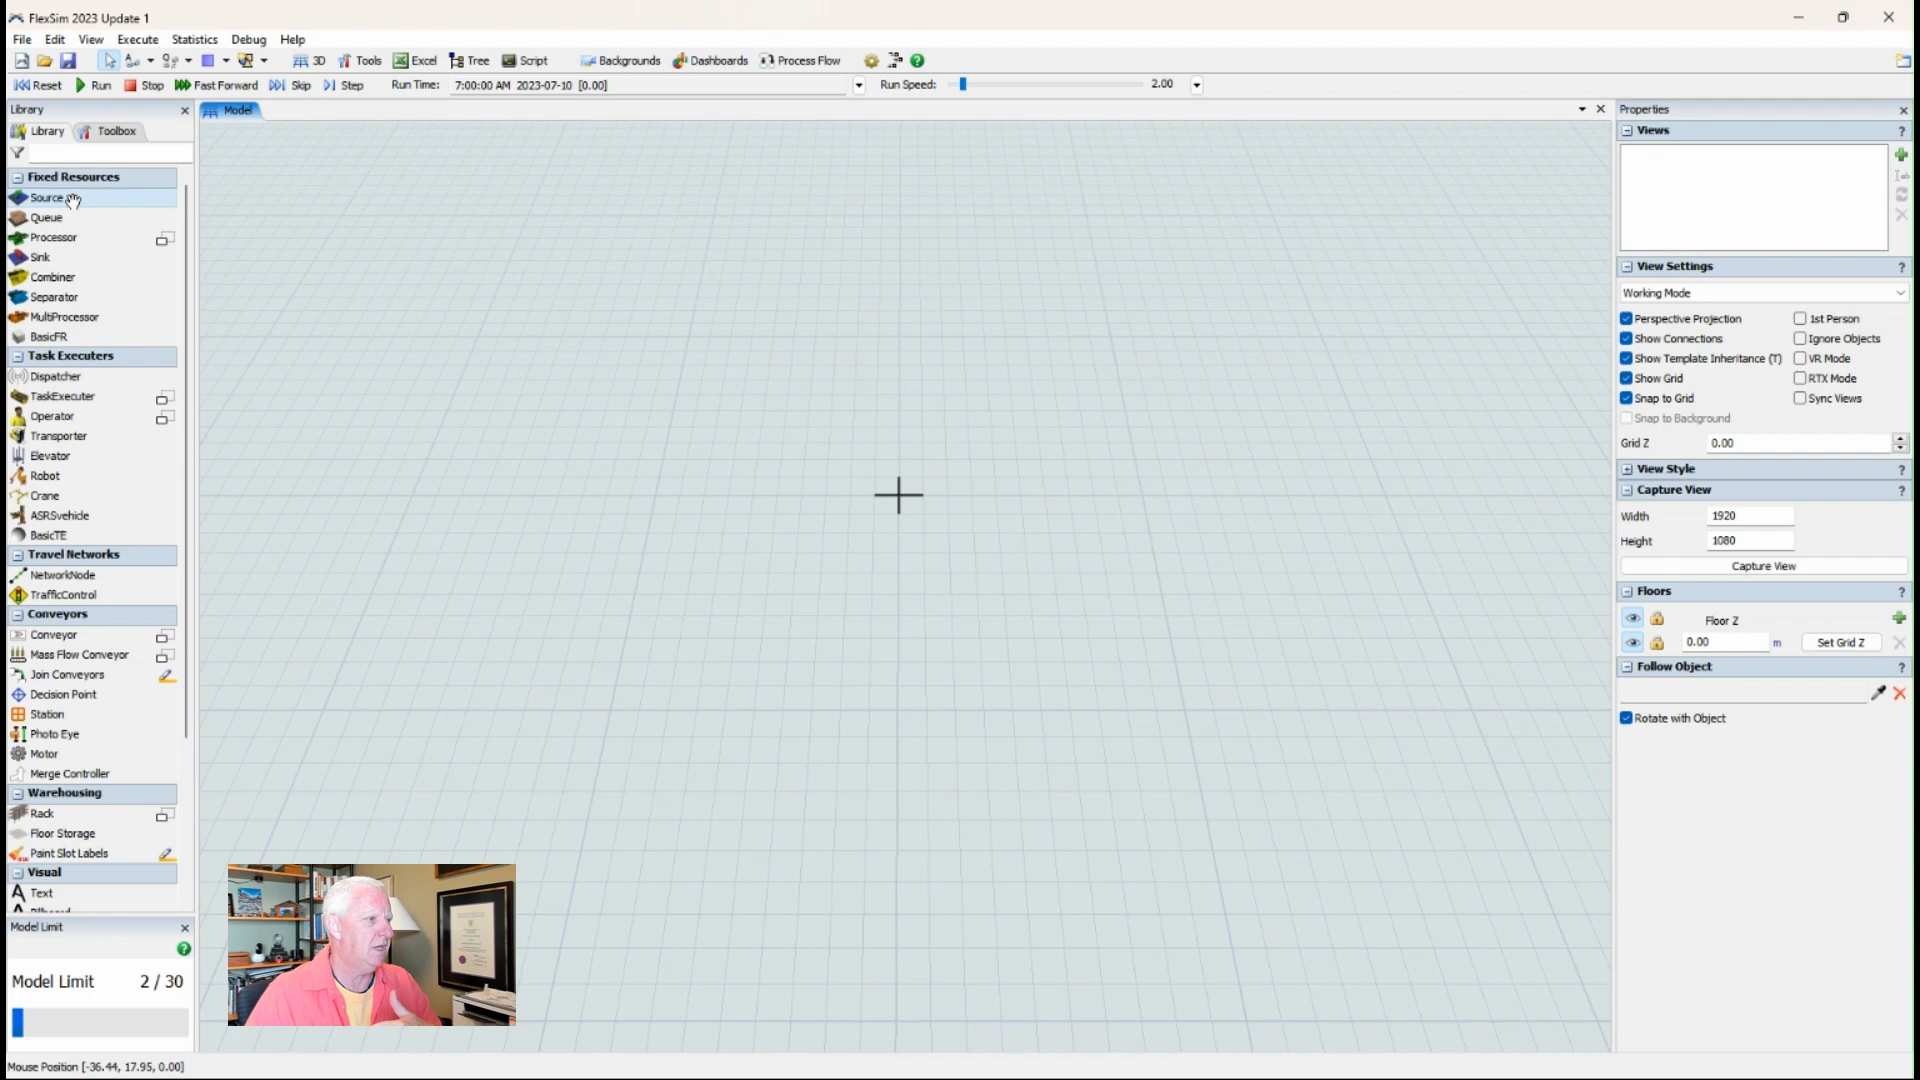 FlexSim 2023 Update 1
File Edit View Execute Statistics Debug Help
3D Tools Excel Tree Script Backgrounds Dashboards Process Flow
Reset Run Stop Fast Forward Skip Step Run Time: 7:00:00 AM 2023-07-10 [0.00] Run Speed: 2.00
Library
Library Toolbox
Fixed Resources
Source
Queue
Processor
Sink
Combiner
Separator
MultiProcessor
BasicFR
Task Executers
Dispatcher
TaskExecuter
Operator
Transporter
Elevator
Robot
Crane
ASRSvehicle
BasicTE
Travel Networks
NetworkNode
TrafficControl
Conveyors
Conveyor
Mass Flow Conveyor
Join Conveyors
Decision Point
Station
Photo Eye
Motor
Merge Controller
Warehousing
Rack
Floor Storage
Paint Slot Labels
Visual
Text
Model Limit
Model Limit 2 / 30
Mouse Position [-36.44, 17.95, 0.00]
Model
Properties
Views
View Settings
Working Mode
Perspective Projection 1st Person
Show Connections Ignore Objects
Show Template Inheritance (T) VR Mode
Show Grid RTX Mode
Snap to Grid Sync Views
Snap to Background
Grid Z 0.00
View Style
Capture View
Width 1920
Height 1080
Capture View
Floors
Floor Z
0.00 m Set Grid Z
Follow Object
Rotate with Object